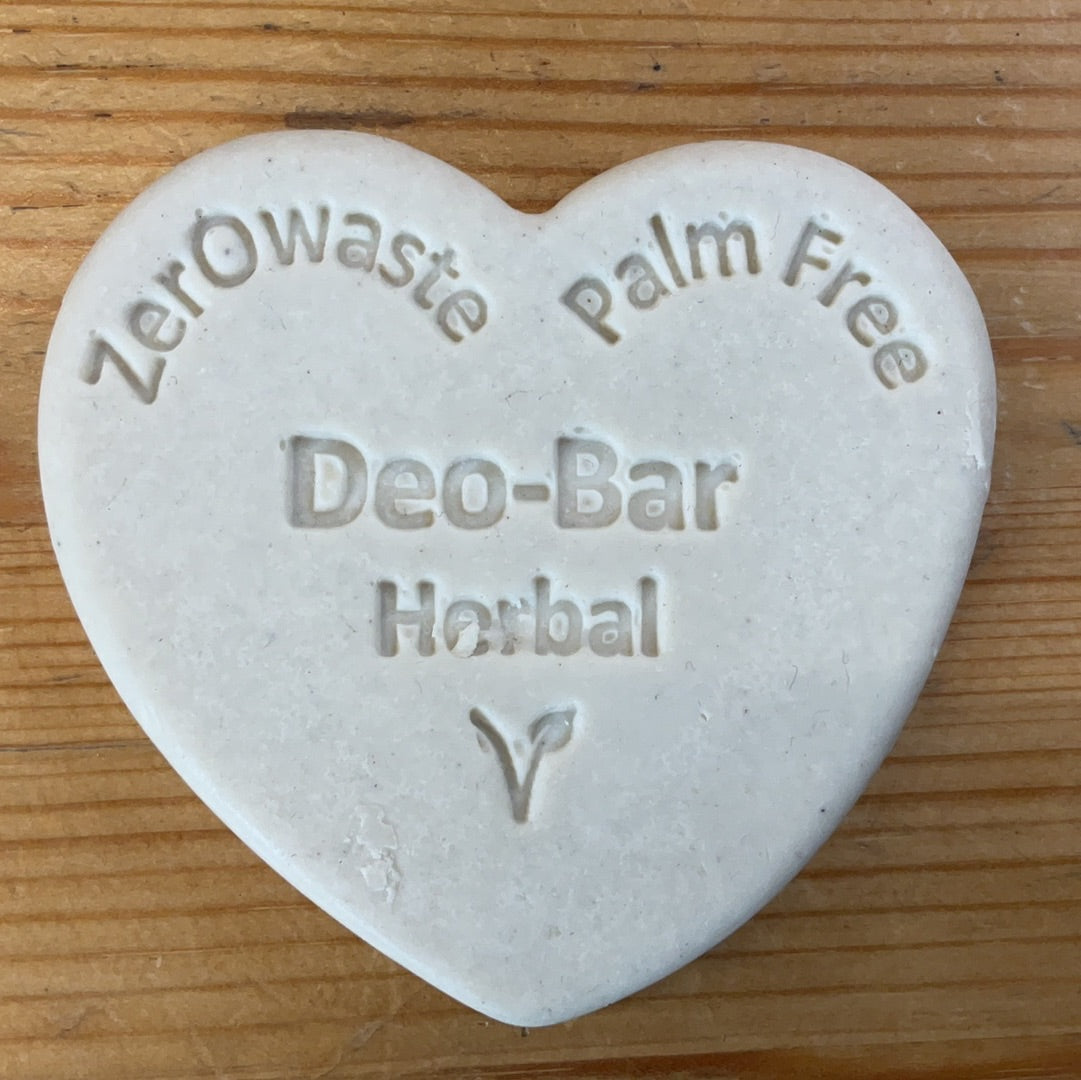 ZerOwaste
Palm Free
Deo-Bar
Herbal